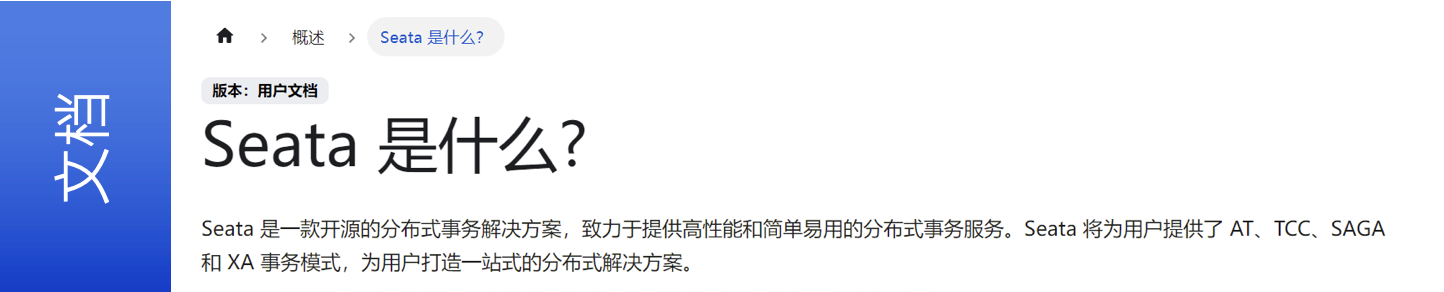 文档
概述 Seata 是什么?
版本：用户文档
Seata 是什么?
Seata 是一款开源的分布式事务解决方案，致力于提供高性能和简单易用的分布式事务服务。Seata 将为用户提供了 AT、TCC、SAGA
和 XA 事务模式，为用户打造一站式的分布式解决方案。